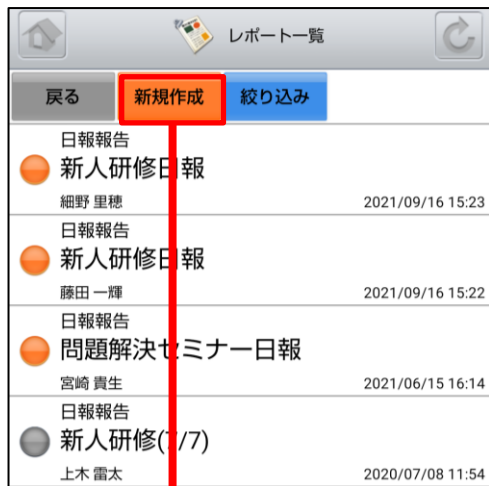 レポート一覧
戻る 新規作成 絞り込み
日報報告
新人研修日報
細野 里穂 2021/09/16 15:23
日報報告
新人研修日報
藤田 一輝 2021/09/16 15:22
日報報告
問題解決セミナー日報
宮崎 貴生 2021/06/15 16:14
日報報告
新人研修(7/7)
上木 雷太 2020/07/08 11:54